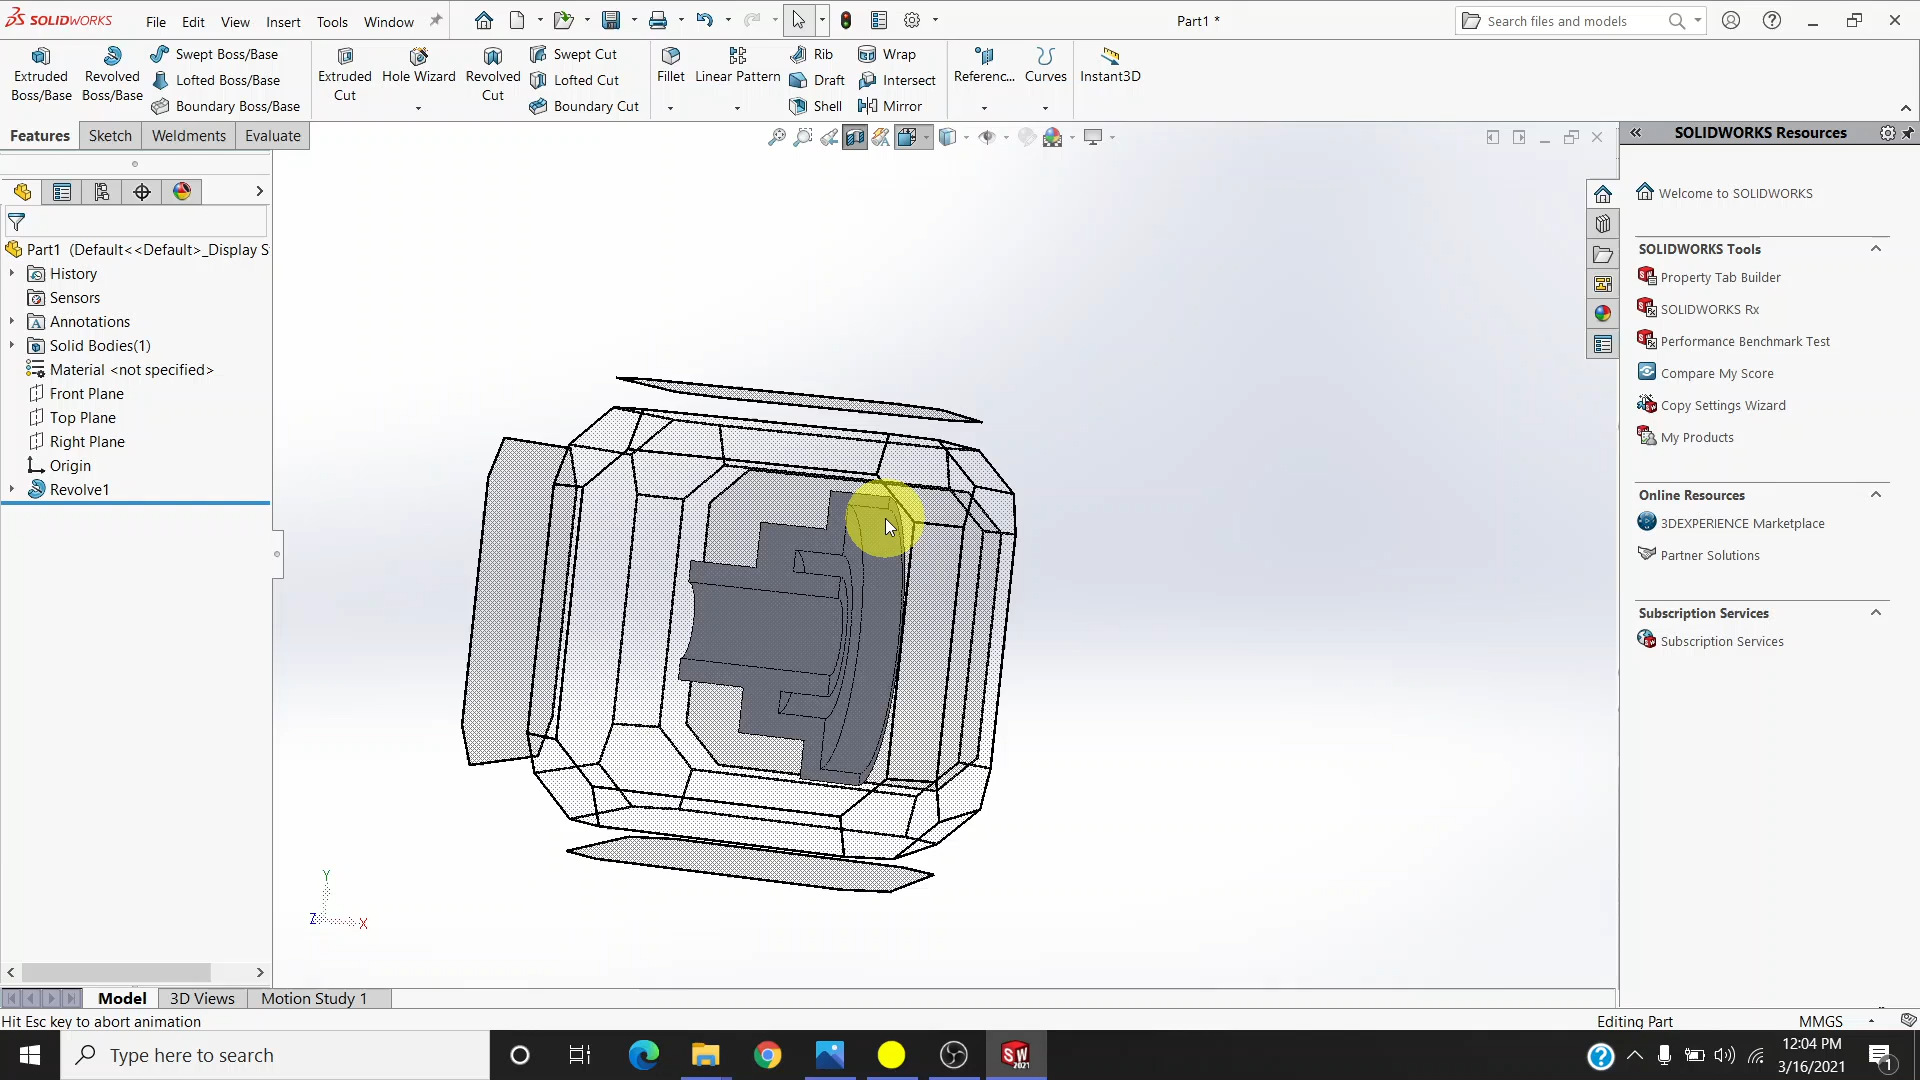 SOLIDWORKS File Edit View Insert Tools Window Part1 * Search files and models
Extruded Boss/Base
Revolved Boss/Base
Swept Boss/Base
Lofted Boss/Base
Boundary Boss/Base
Extruded Cut
Hole Wizard
Revolved Cut
Swept Cut
Lofted Cut
Boundary Cut
Fillet
Linear Pattern
Rib
Draft
Shell
Wrap
Intersect
Mirror
Referenc...
Curves
Instant3D
Features Sketch Weldments Evaluate
Part1 (Default<<Default>_Display S
History
Sensors
Annotations
Solid Bodies(1)
Material <not specified>
Front Plane
Top Plane
Right Plane
Origin
Revolve1
Y
Z
X
SOLIDWORKS Resources
Welcome to SOLIDWORKS
SOLIDWORKS Tools
Property Tab Builder
SOLIDWORKS Rx
Performance Benchmark Test
Compare My Score
Copy Settings Wizard
My Products
Online Resources
3DEXPERIENCE Marketplace
Partner Solutions
Subscription Services
Subscription Services
Model 3D Views Motion Study 1
Hit Esc key to abort animation Editing Part MMGS
Type here to search
SW
2021
12:04 PM
3/16/2021
1